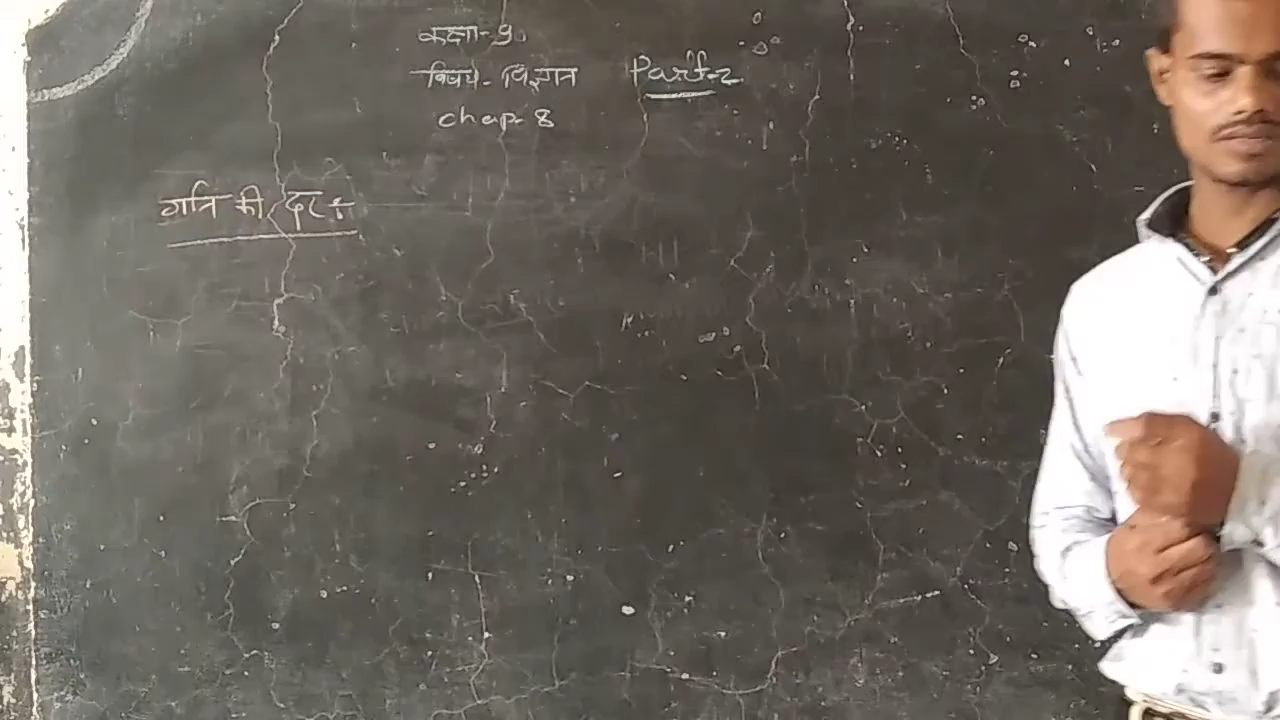 कक्षा-9
विषय- विज्ञान Part-2
chap- 8
गति की दर :-